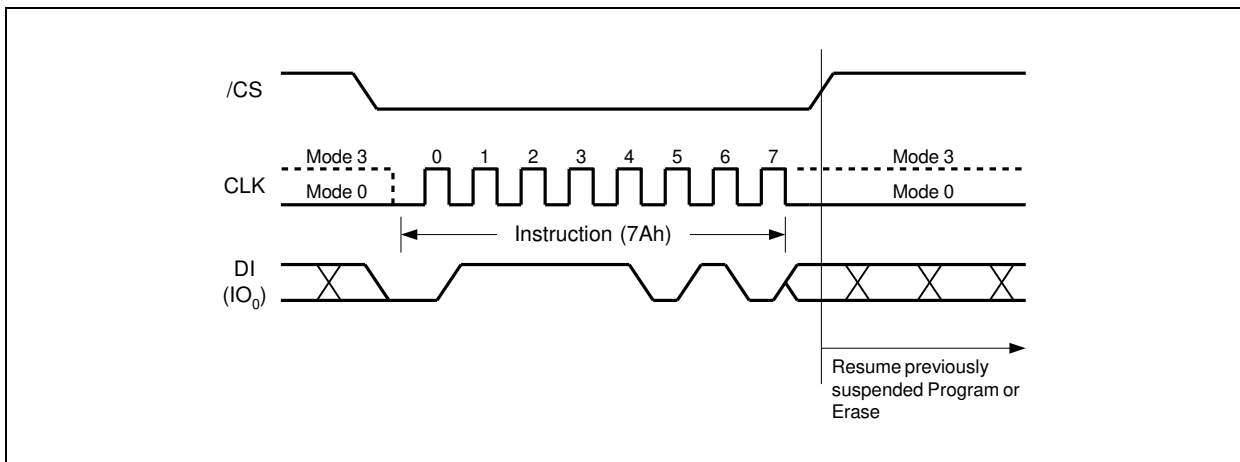 /CS
Mode 3 0 1 2 3 4 5 6 7 Mode 3
CLK
Mode 0 Mode 0
Instruction (7Ah)
DI
(IO0)
Resume previously
suspended Program or
Erase